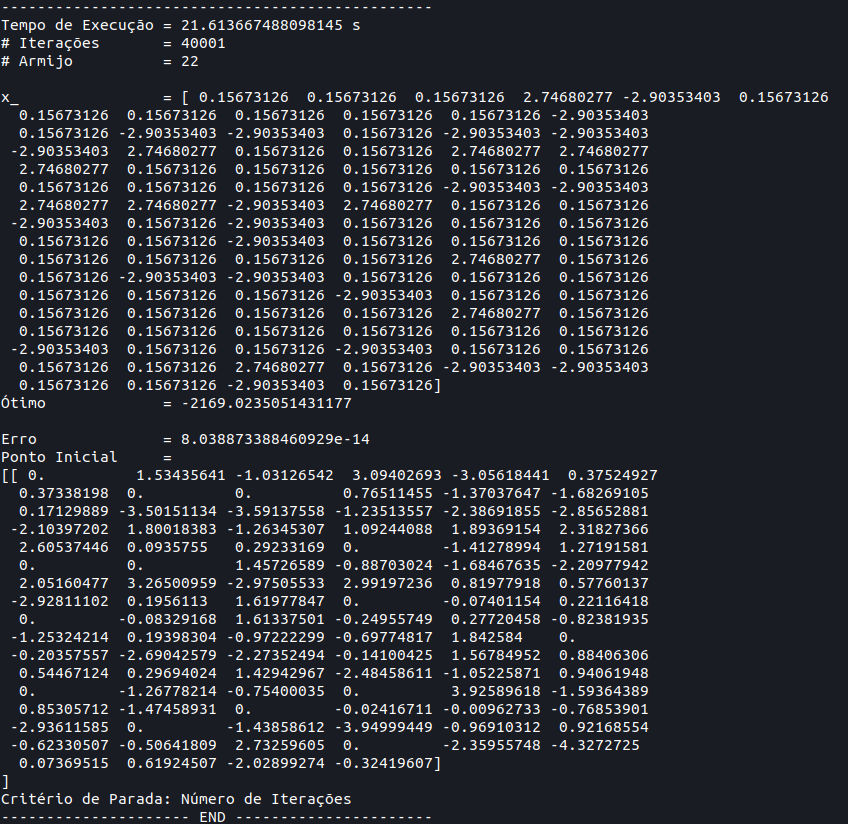 ------------------------------------------------
Tempo de Execução = 21.613667488098145 s
# Iterações       = 40001
# Armijo          = 22
x_                = [ 0.15673126  0.15673126  0.15673126  2.74680277 -2.90353403  0.15673126
  0.15673126  0.15673126  0.15673126  0.15673126  0.15673126 -2.90353403
  0.15673126 -2.90353403 -2.90353403  0.15673126 -2.90353403 -2.90353403
 -2.90353403  2.74680277  0.15673126  0.15673126  2.74680277  2.74680277
  2.74680277  0.15673126  0.15673126  0.15673126  0.15673126  0.15673126
  0.15673126  0.15673126  0.15673126  0.15673126 -2.90353403 -2.90353403
  2.74680277  2.74680277 -2.90353403  2.74680277  0.15673126  0.15673126
 -2.90353403  0.15673126  0.15673126  0.15673126  0.15673126  0.15673126
  0.15673126  0.15673126 -2.90353403  0.15673126  0.15673126  0.15673126
  0.15673126  0.15673126  0.15673126  0.15673126  2.74680277  0.15673126
  0.15673126 -2.90353403 -2.90353403  0.15673126  0.15673126  0.15673126
  0.15673126  0.15673126  0.15673126 -2.90353403  0.15673126  0.15673126
  0.15673126  0.15673126  0.15673126  0.15673126  2.74680277  0.15673126
  0.15673126  0.15673126  0.15673126  0.15673126  0.15673126  0.15673126
 -2.90353403  0.15673126  0.15673126 -2.90353403  0.15673126  0.15673126
  0.15673126  0.15673126  2.74680277  0.15673126 -2.90353403 -2.90353403
  0.15673126  0.15673126 -2.90353403  0.15673126]
Ótimo             = -2169.0235051431177
Erro              = 8.038873388460929e-14
Ponto Inicial     =
[[ 0.          1.53435641 -1.03126542  3.09402693 -3.05618441  0.37524927
  0.37338198  0.          0.          0.76511455 -1.37037647 -1.68269105
  0.17129889 -3.50151134 -3.59137558 -1.23513557 -2.38691855 -2.85652881
 -2.10397202  1.80018383 -1.26345307  1.09244088  1.89369154  2.31827366
  2.60537446  0.0935755   0.29233169  0.         -1.41278994  1.27191581
  0.          0.          1.45726589 -0.88703024 -1.68467635 -2.20977942
  2.05160477  3.26500959 -2.97505533  2.99197236  0.81977918  0.57760137
 -2.92811102  0.1956113   1.61977847  0.         -0.07401154  0.22116418
  0.         -0.08329168  1.61337501 -0.24955749  0.27720458 -0.82381935
 -1.25324214  0.19398304 -0.97222299 -0.69774817  1.842584    0.
 -0.20357557 -2.69042579 -2.27352494 -0.14100425  1.56784952  0.88406306
  0.54467124  0.29694024  1.42942967 -2.48458611 -1.05225871  0.94061948
  0.         -1.26778214 -0.75400035  0.          3.92589618 -1.59364389
  0.85305712 -1.47458931  0.         -0.02416711 -0.00962733 -0.76853901
 -2.93611585  0.         -1.43858612 -3.94999449 -0.96910312  0.92168554
 -0.62330507 -0.50641809  2.73259605  0.         -2.35955748 -4.3272725
  0.07369515  0.61924507 -2.02899274 -0.32419607]
]
Critério de Parada: Número de Iterações
--------------------- END ----------------------